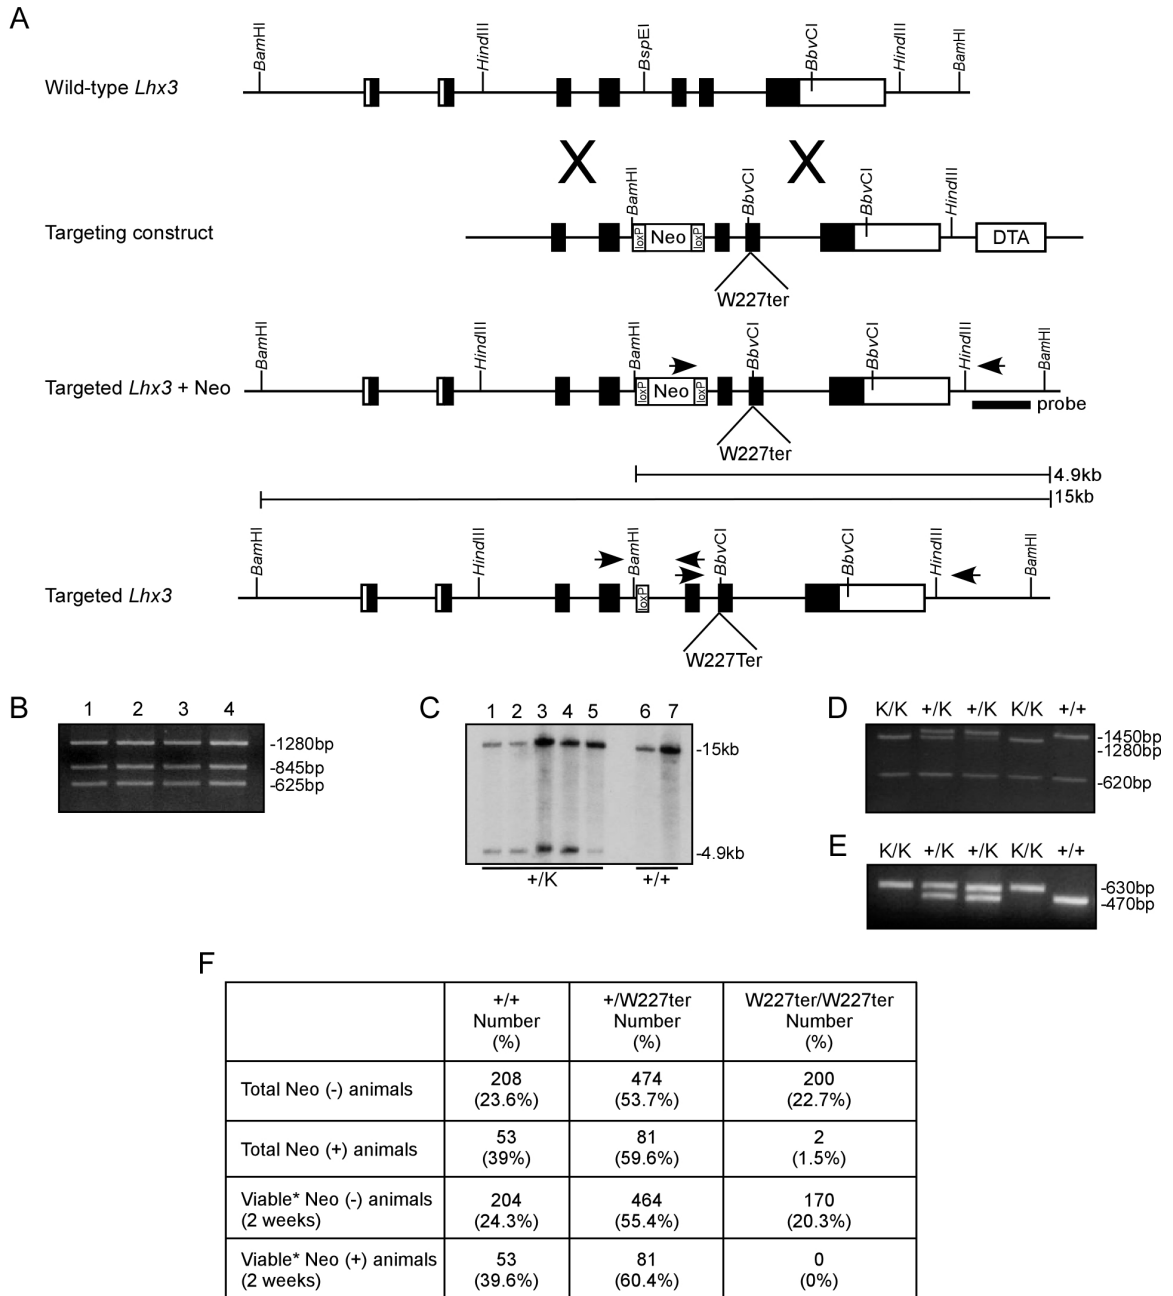 A
BamHI HindIII BspEI BbvCI HindIII BamHI
Wild-type Lhx3
X X
BamHI BbvCI BbvCI HindIII
Targeting construct
loxP Neo loxP DTA
W227ter
BamHI HindIII BamHI BbvCI BbvCI HindIII BamHI
Targeted Lhx3 + Neo
loxP Neo loxP
probe
W227ter
4.9kb
15kb
BamHI HindIII BamHI BbvCI BbvCI HindIII BamHI
Targeted Lhx3
loxP
W227Ter
B
1 2 3 4
-1280bp
-845bp
-625bp
C
1 2 3 4 5 6 7
-15kb
-4.9kb
+/K +/+
D
K/K +/K +/K K/K +/+
-1450bp
-1280bp
-620bp
E
K/K +/K +/K K/K +/+
-630bp
-470bp
F
+/+ Number (%)
+/W227ter Number (%)
W227ter/W227ter Number (%)
Total Neo (-) animals
208 (23.6%)
474 (53.7%)
200 (22.7%)
Total Neo (+) animals
53 (39%)
81 (59.6%)
2 (1.5%)
Viable* Neo (-) animals (2 weeks)
204 (24.3%)
464 (55.4%)
170 (20.3%)
Viable* Neo (+) animals (2 weeks)
53 (39.6%)
81 (60.4%)
0 (0%)